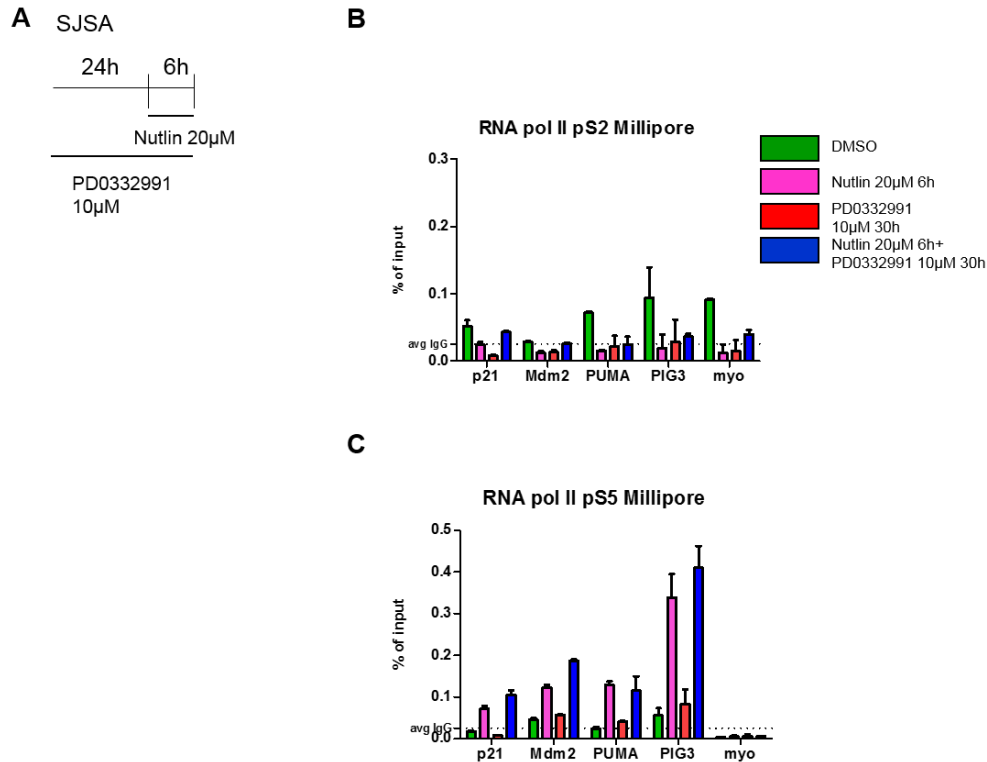 A
SJSA
24h 6h
Nutlin 20µM
PD0332991
10µM
B
RNA pol II pS2 Millipore
% of input
0.3
0.2
0.1
avg IgG
0.0
p21 Mdm2 PUMA PIG3 myo
DMSO
Nutlin 20µM 6h
PD0332991
10µM 30h
Nutlin 20µM 6h+
PD0332991 10µM 30h
C
RNA pol II pS5 Millipore
% of input
0.5
0.4
0.3
0.2
0.1
avg IgG
0.0
p21 Mdm2 PUMA PIG3 myo